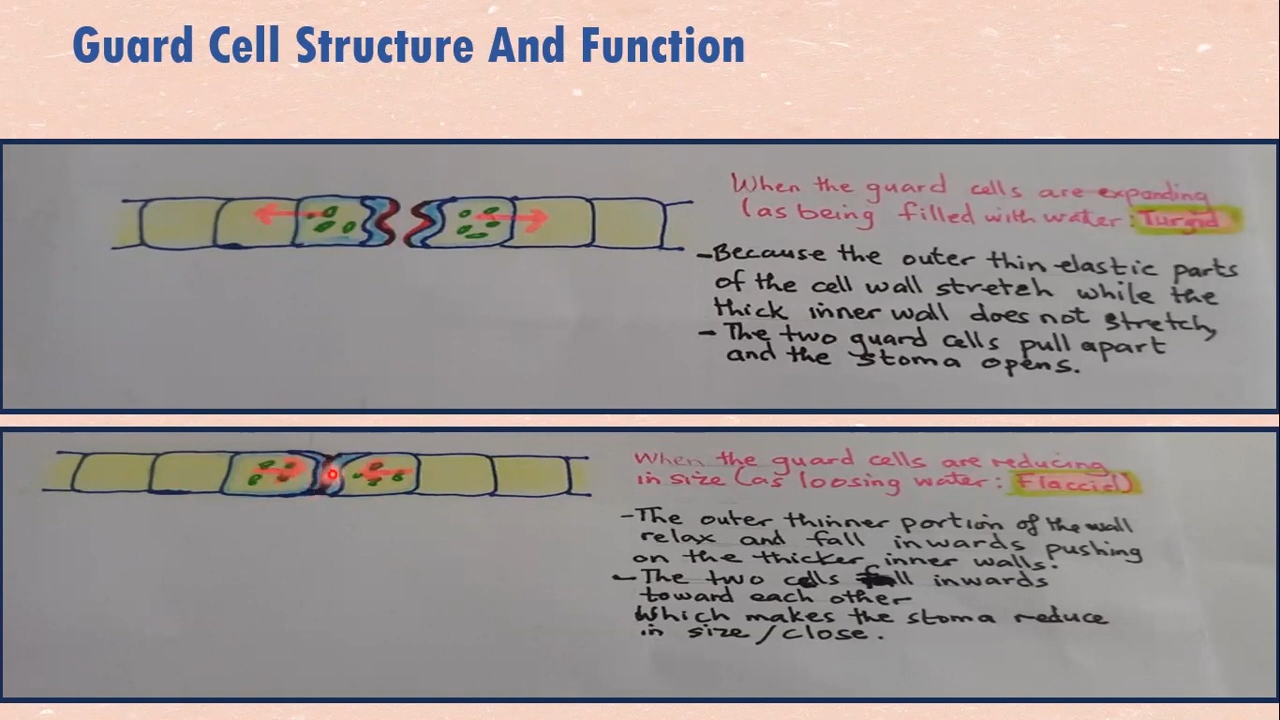 Guard Cell Structure And Function
When the guard cells are expanding
(as being filled with water: Turgid
-Because the outer thin elastic parts
of the cell wall stretch while the
thick inner wall does not stretch,
- The two guard cells pull apart
and the stoma opens.
When the guard cells are reducing
in size (as loosing water: Flaccid)
-The outer thinner portion of the wall
relax and fall inwards pushing
on the thicker inner walls.
- The two cells fall inwards
toward each other
which makes the stoma reduce
in size/close.